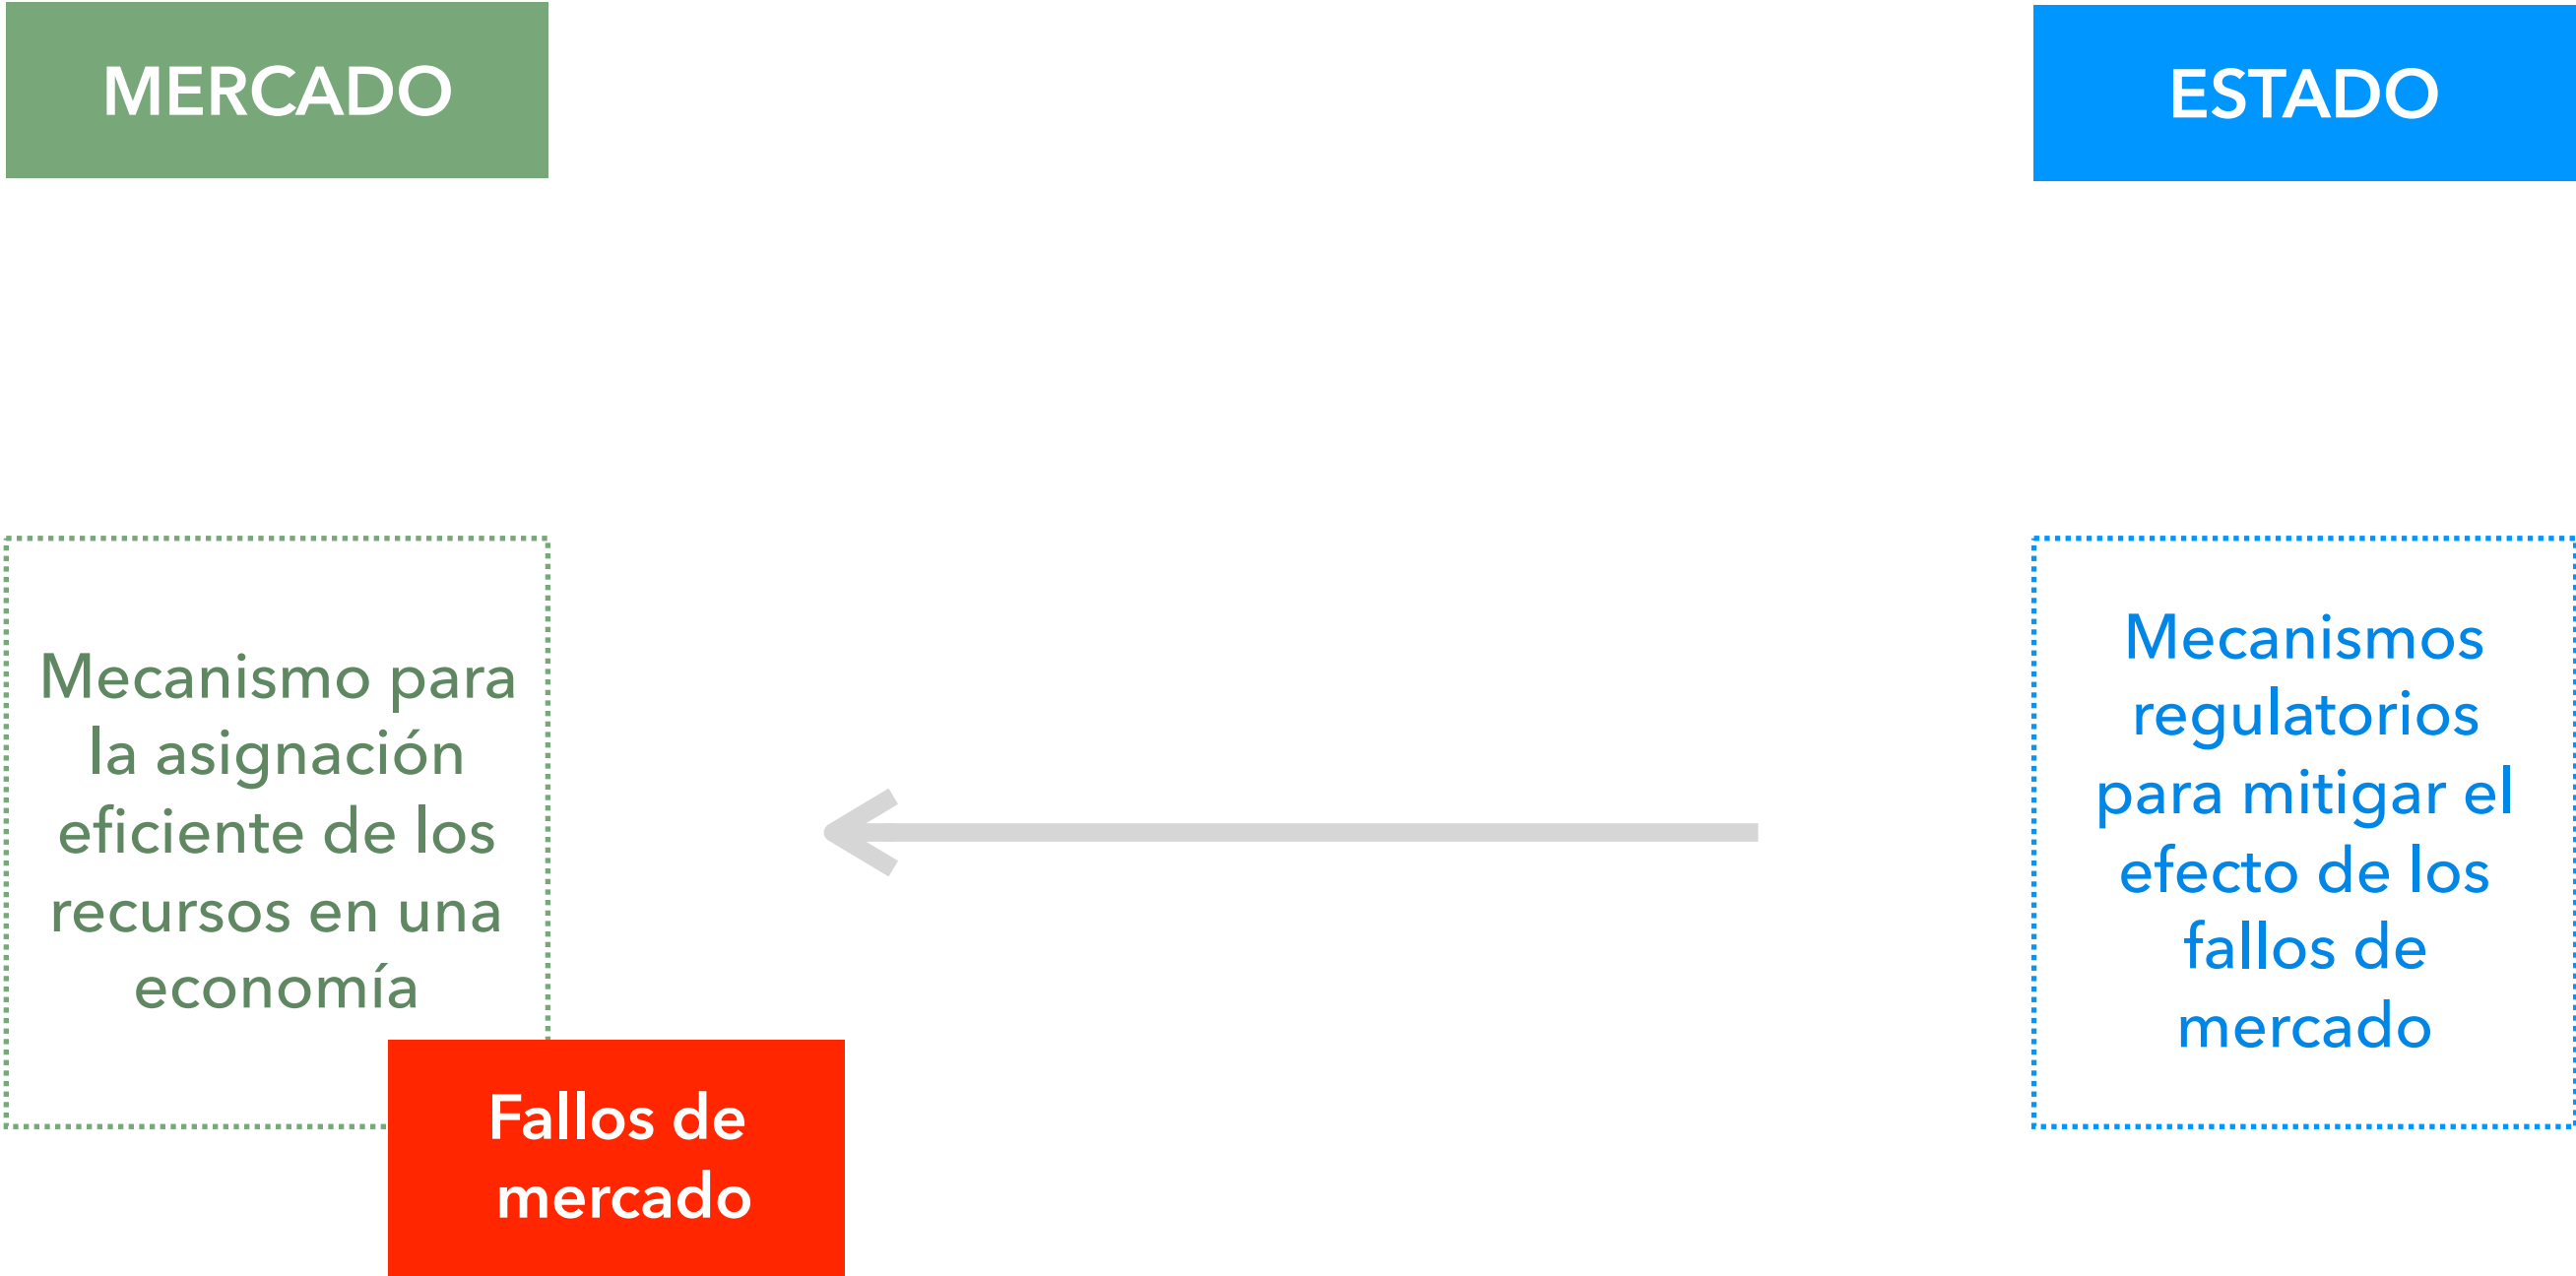 MERCADO
ESTADO
Mecanismo para
la asignación
eficiente de los
recursos en una
economía
Fallos de
mercado
Mecanismos
regulatorios
para mitigar el
efecto de los
fallos de
mercado